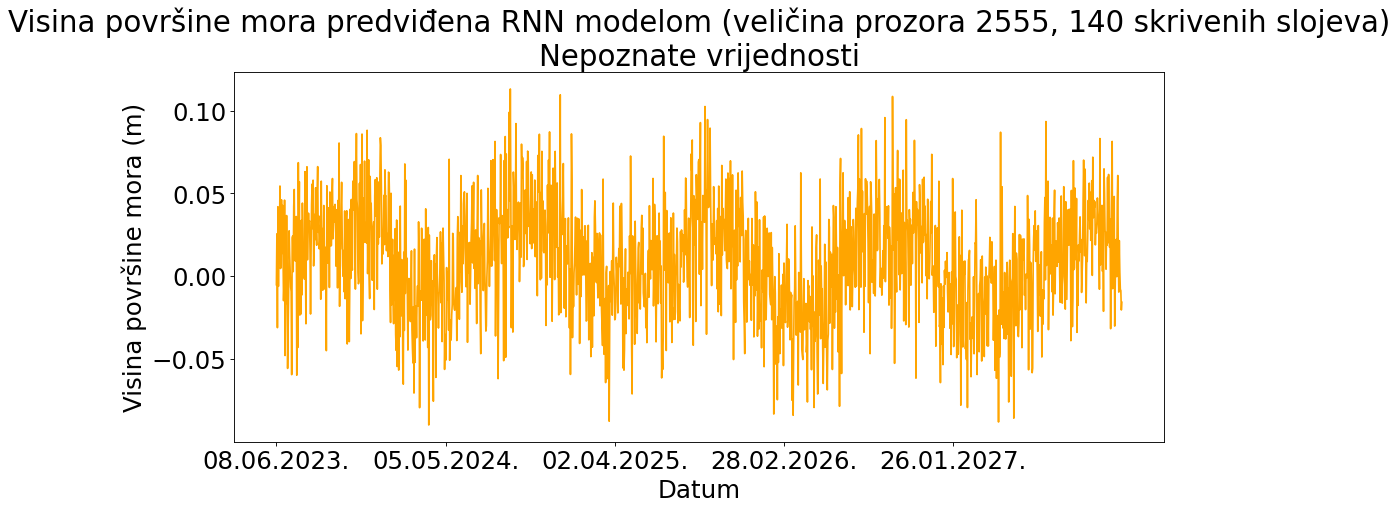 Visina površine mora predviđena RNN modelom (veličina prozora 2555, 140 skrivenih slojeva)
Nepoznate vrijednosti
Visina površine mora (m)
0.10
0.05
0.00
−0.05
08.06.2023. 05.05.2024. 02.04.2025. 28.02.2026. 26.01.2027.
Datum